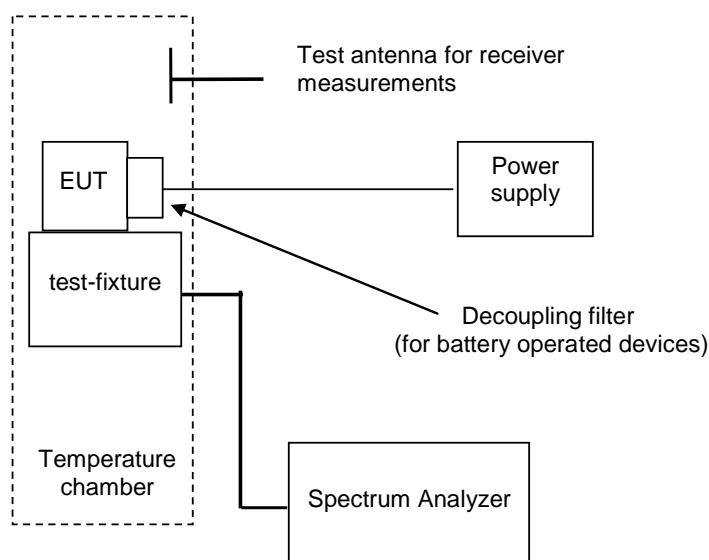 Test antenna for receiver
measurements
EUT
Power
supply
test-fixture
Decoupling filter
(for battery operated devices)
Temperature
chamber
Spectrum Analyzer